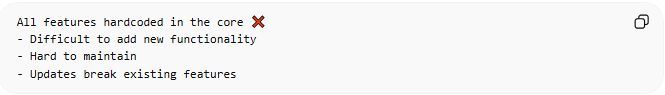 All features hardcoded in the core ❌
- Difficult to add new functionality
- Hard to maintain
- Updates break existing features